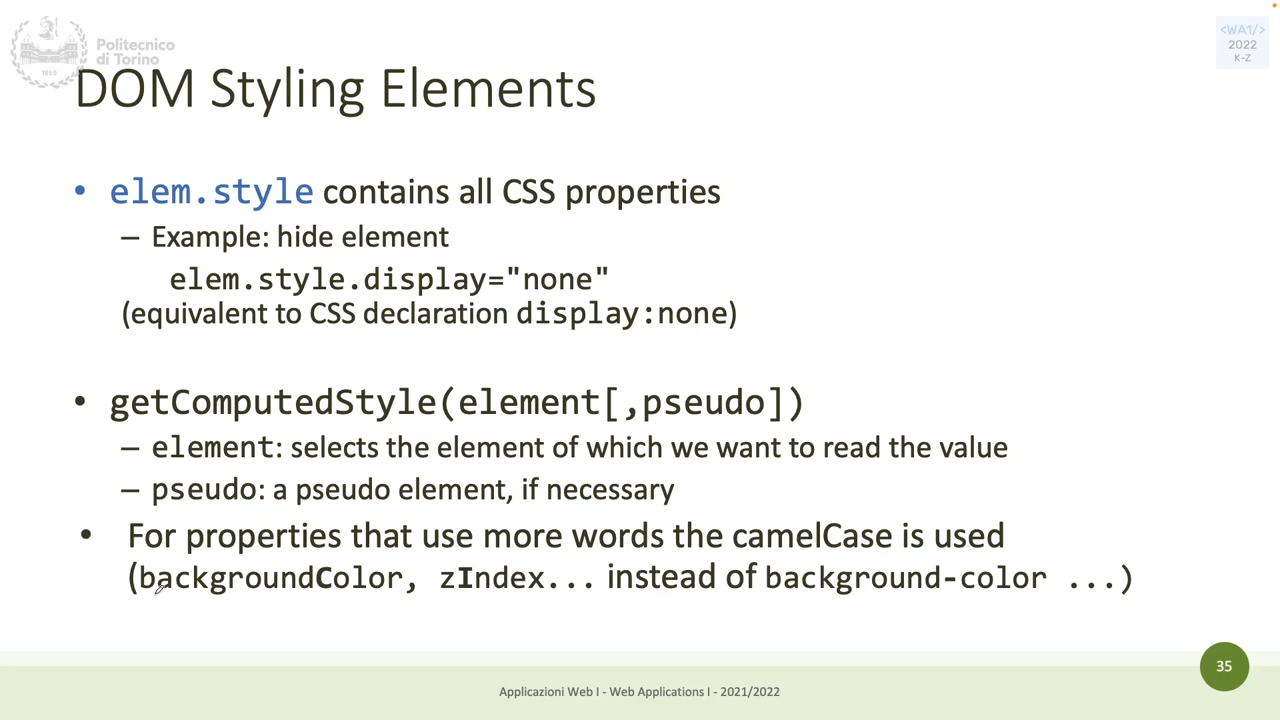 Politecnico
di Torino
1859
<WA1/>
2022
K-Z
DOM Styling Elements
• elem.style contains all CSS properties
– Example: hide element
elem.style.display="none"
(equivalent to CSS declaration display:none)
• getComputedStyle(element[,pseudo])
– element: selects the element of which we want to read the value
– pseudo: a pseudo element, if necessary
• For properties that use more words the camelCase is used
(backgroundColor, zIndex... instead of background-color ...)
35
Applicazioni Web I - Web Applications I - 2021/2022